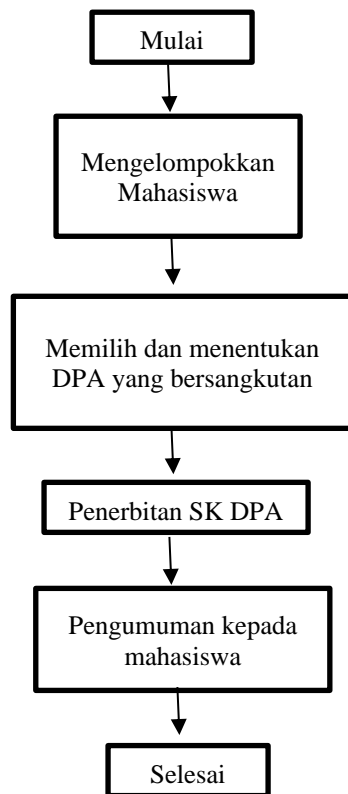 Mulai
Mengelompokkan
Mahasiswa
Memilih dan menentukan
DPA yang bersangkutan
Penerbitan SK DPA
Pengumuman kepada
mahasiswa
Selesai